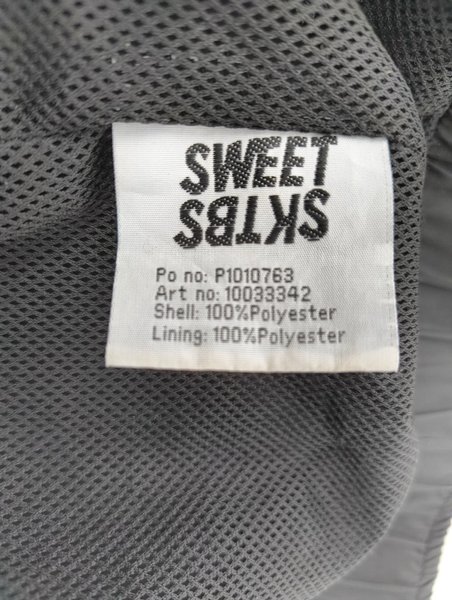 SWEET
SKTBS
Po no: P1010763
Art no: 10033342
Shell: 100%Polyester
Lining: 100%Polyester